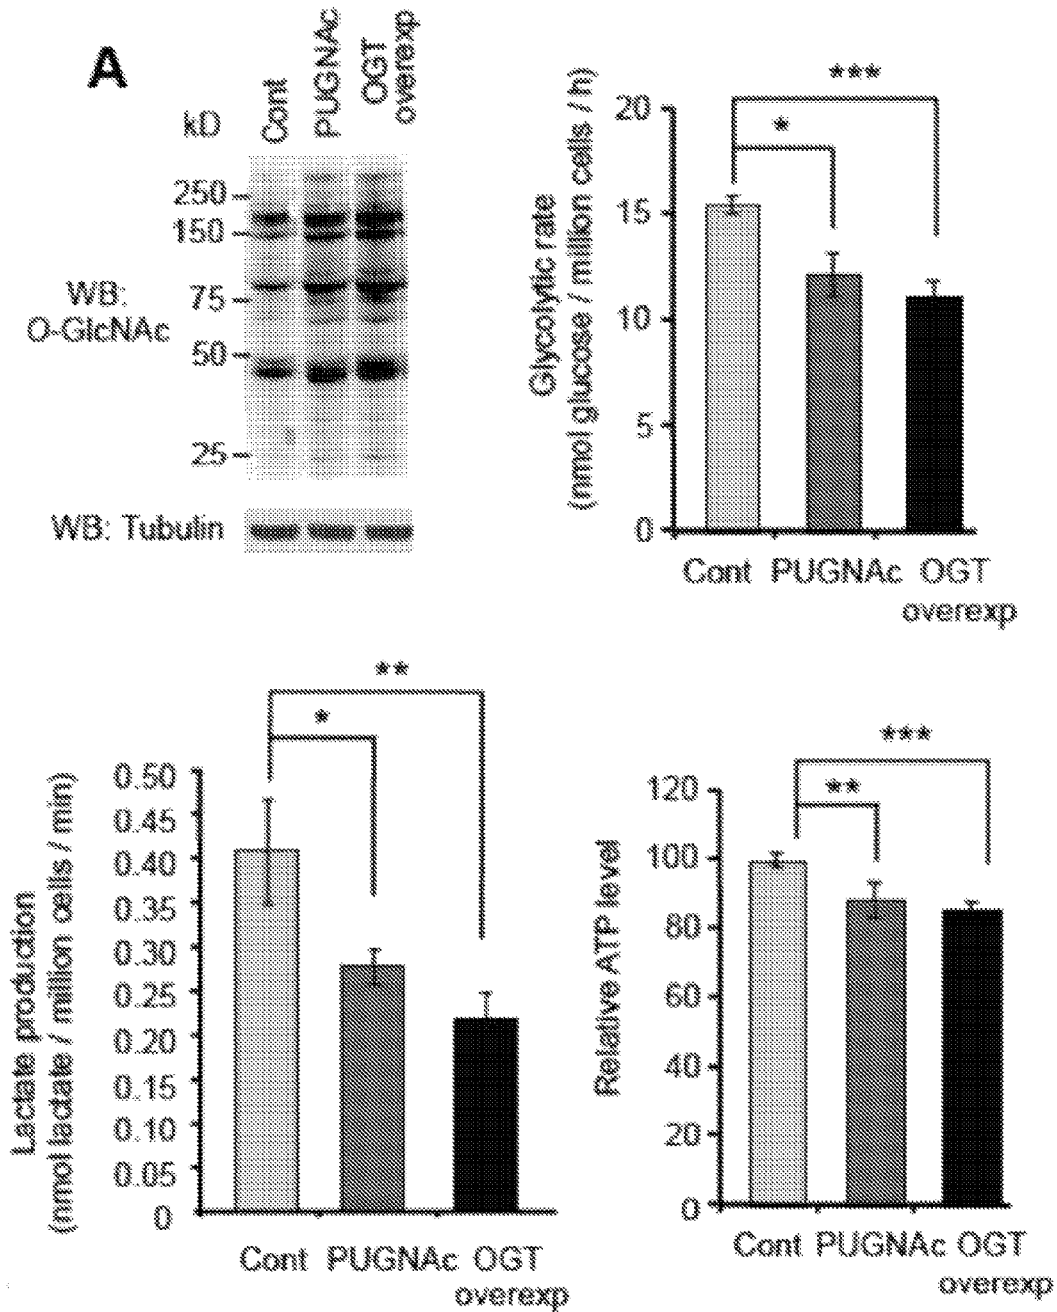 A
kD
Cont
PUGNAc
OGT
overexp
250
150
75
50
25
WB:
O-GlcNAc
WB: Tubulin
Glycolytic rate
(nmol glucose / million cells / h)
20
15
10
5
0
***
*
Cont PUGNAc OGT
overexp
Lactate production
(nmol lactate / million cells / min)
0.50
0.45
0.40
0.35
0.30
0.25
0.20
0.15
0.10
0.05
0
**
*
Cont PUGNAc OGT
overexp
Relative ATP level
120
100
80
60
40
20
0
***
**
Cont PUGNAc OGT
overexp